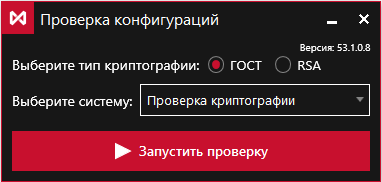 Проверка конфигураций
Версия: 53.1.0.8
Выберите тип криптографии: ГОСТ RSA
Выберите систему: Проверка криптографии
Запустить проверку